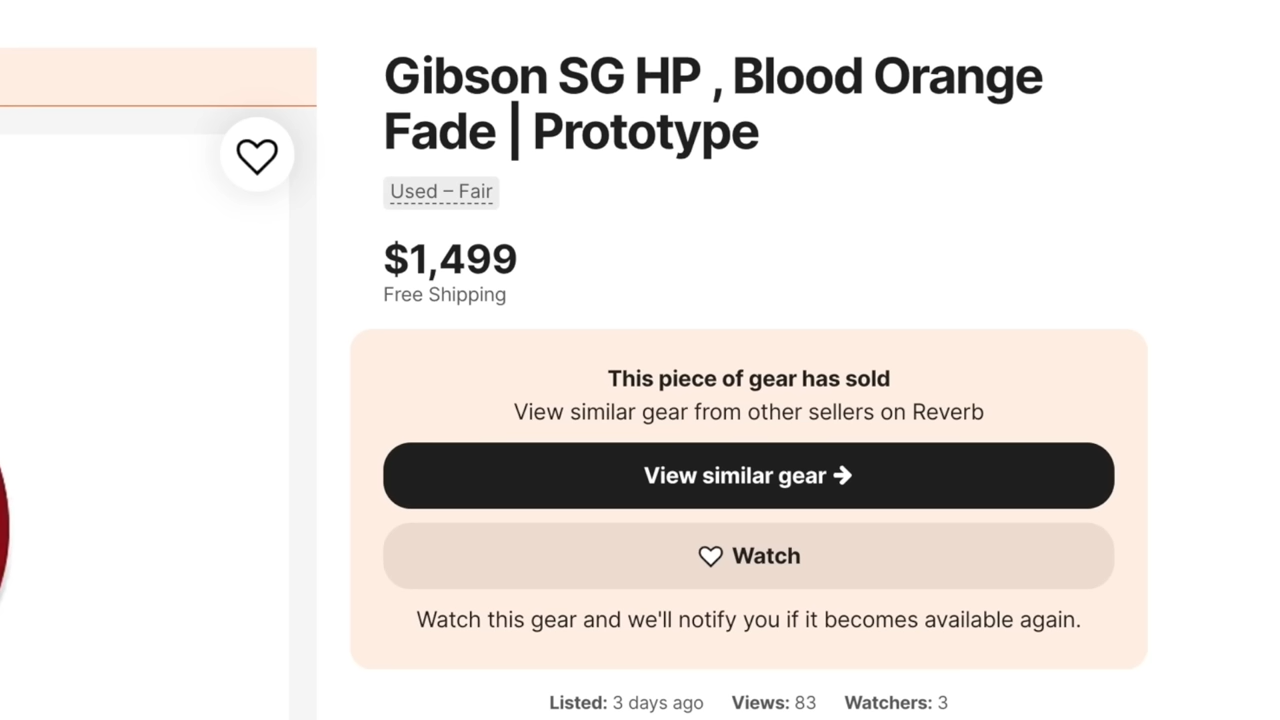 Gibson SG HP , Blood Orange
Fade | Prototype
Used – Fair
$1,499
Free Shipping
This piece of gear has sold
View similar gear from other sellers on Reverb
View similar gear →
Watch
Watch this gear and we'll notify you if it becomes available again.
Listed: 3 days ago Views: 83 Watchers: 3